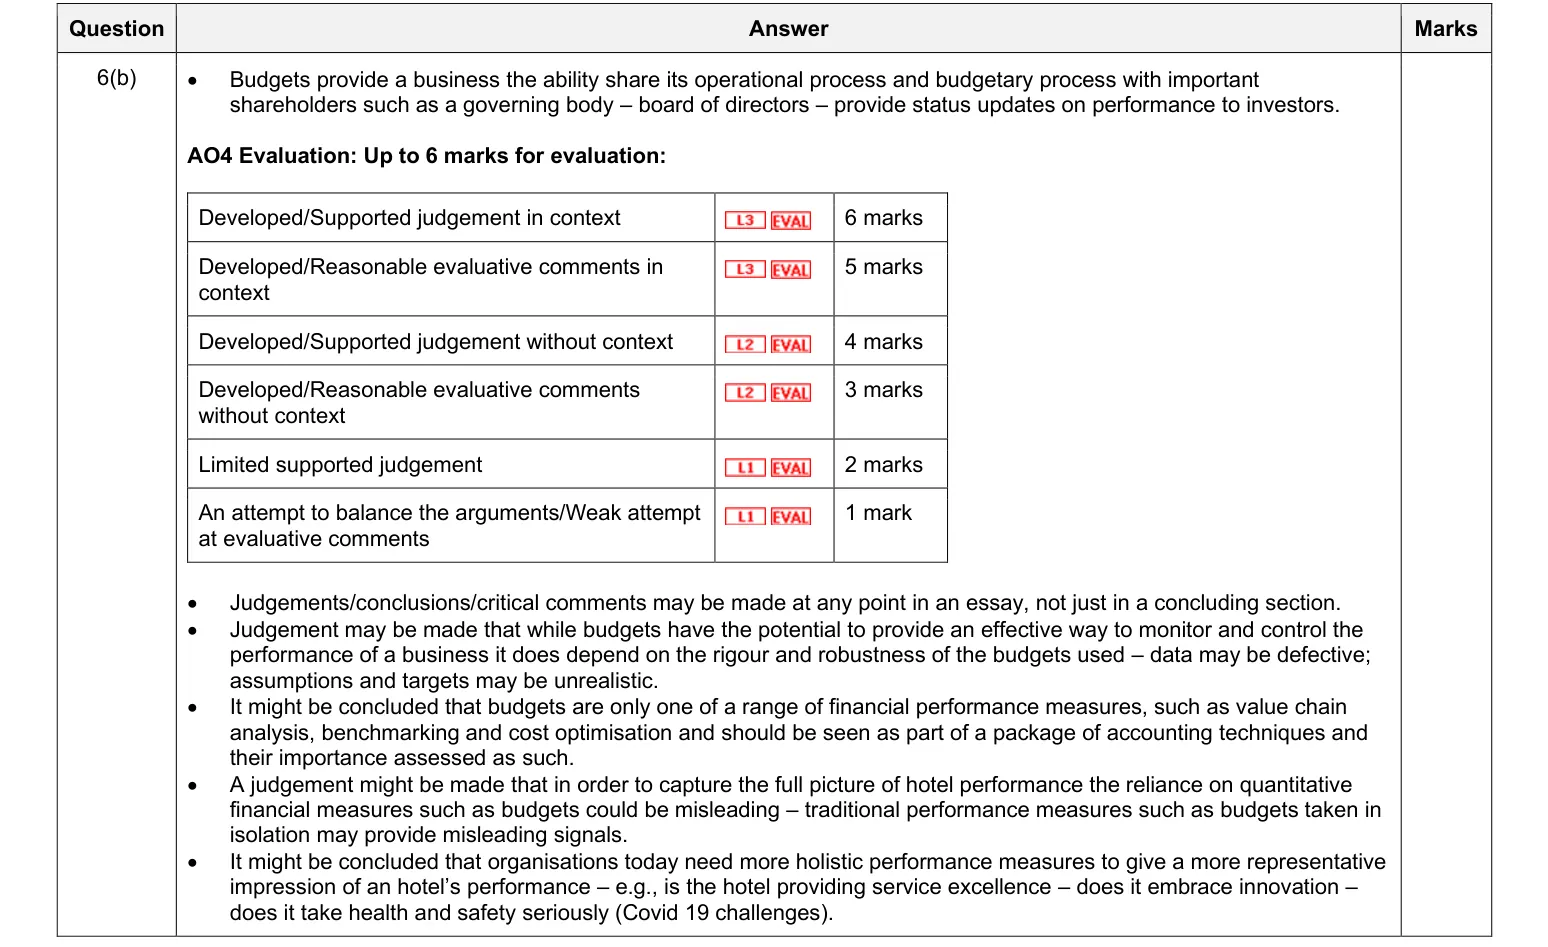 Question Answer Marks
6(b)
• Budgets provide a business the ability share its operational process and budgetary process with important
shareholders such as a governing body – board of directors – provide status updates on performance to investors.
AO4 Evaluation: Up to 6 marks for evaluation:
Developed/Supported judgement in context L3 EVAL 6 marks
Developed/Reasonable evaluative comments in L3 EVAL 5 marks
context
Developed/Supported judgement without context L2 EVAL 4 marks
Developed/Reasonable evaluative comments L2 EVAL 3 marks
without context
Limited supported judgement L1 EVAL 2 marks
An attempt to balance the arguments/Weak attempt L1 EVAL 1 mark
at evaluative comments
• Judgements/conclusions/critical comments may be made at any point in an essay, not just in a concluding section.
• Judgement may be made that while budgets have the potential to provide an effective way to monitor and control the
performance of a business it does depend on the rigour and robustness of the budgets used – data may be defective;
assumptions and targets may be unrealistic.
• It might be concluded that budgets are only one of a range of financial performance measures, such as value chain
analysis, benchmarking and cost optimisation and should be seen as part of a package of accounting techniques and
their importance assessed as such.
• A judgement might be made that in order to capture the full picture of hotel performance the reliance on quantitative
financial measures such as budgets could be misleading – traditional performance measures such as budgets taken in
isolation may provide misleading signals.
• It might be concluded that organisations today need more holistic performance measures to give a more representative
impression of an hotel's performance – e.g., is the hotel providing service excellence – does it embrace innovation –
does it take health and safety seriously (Covid 19 challenges).